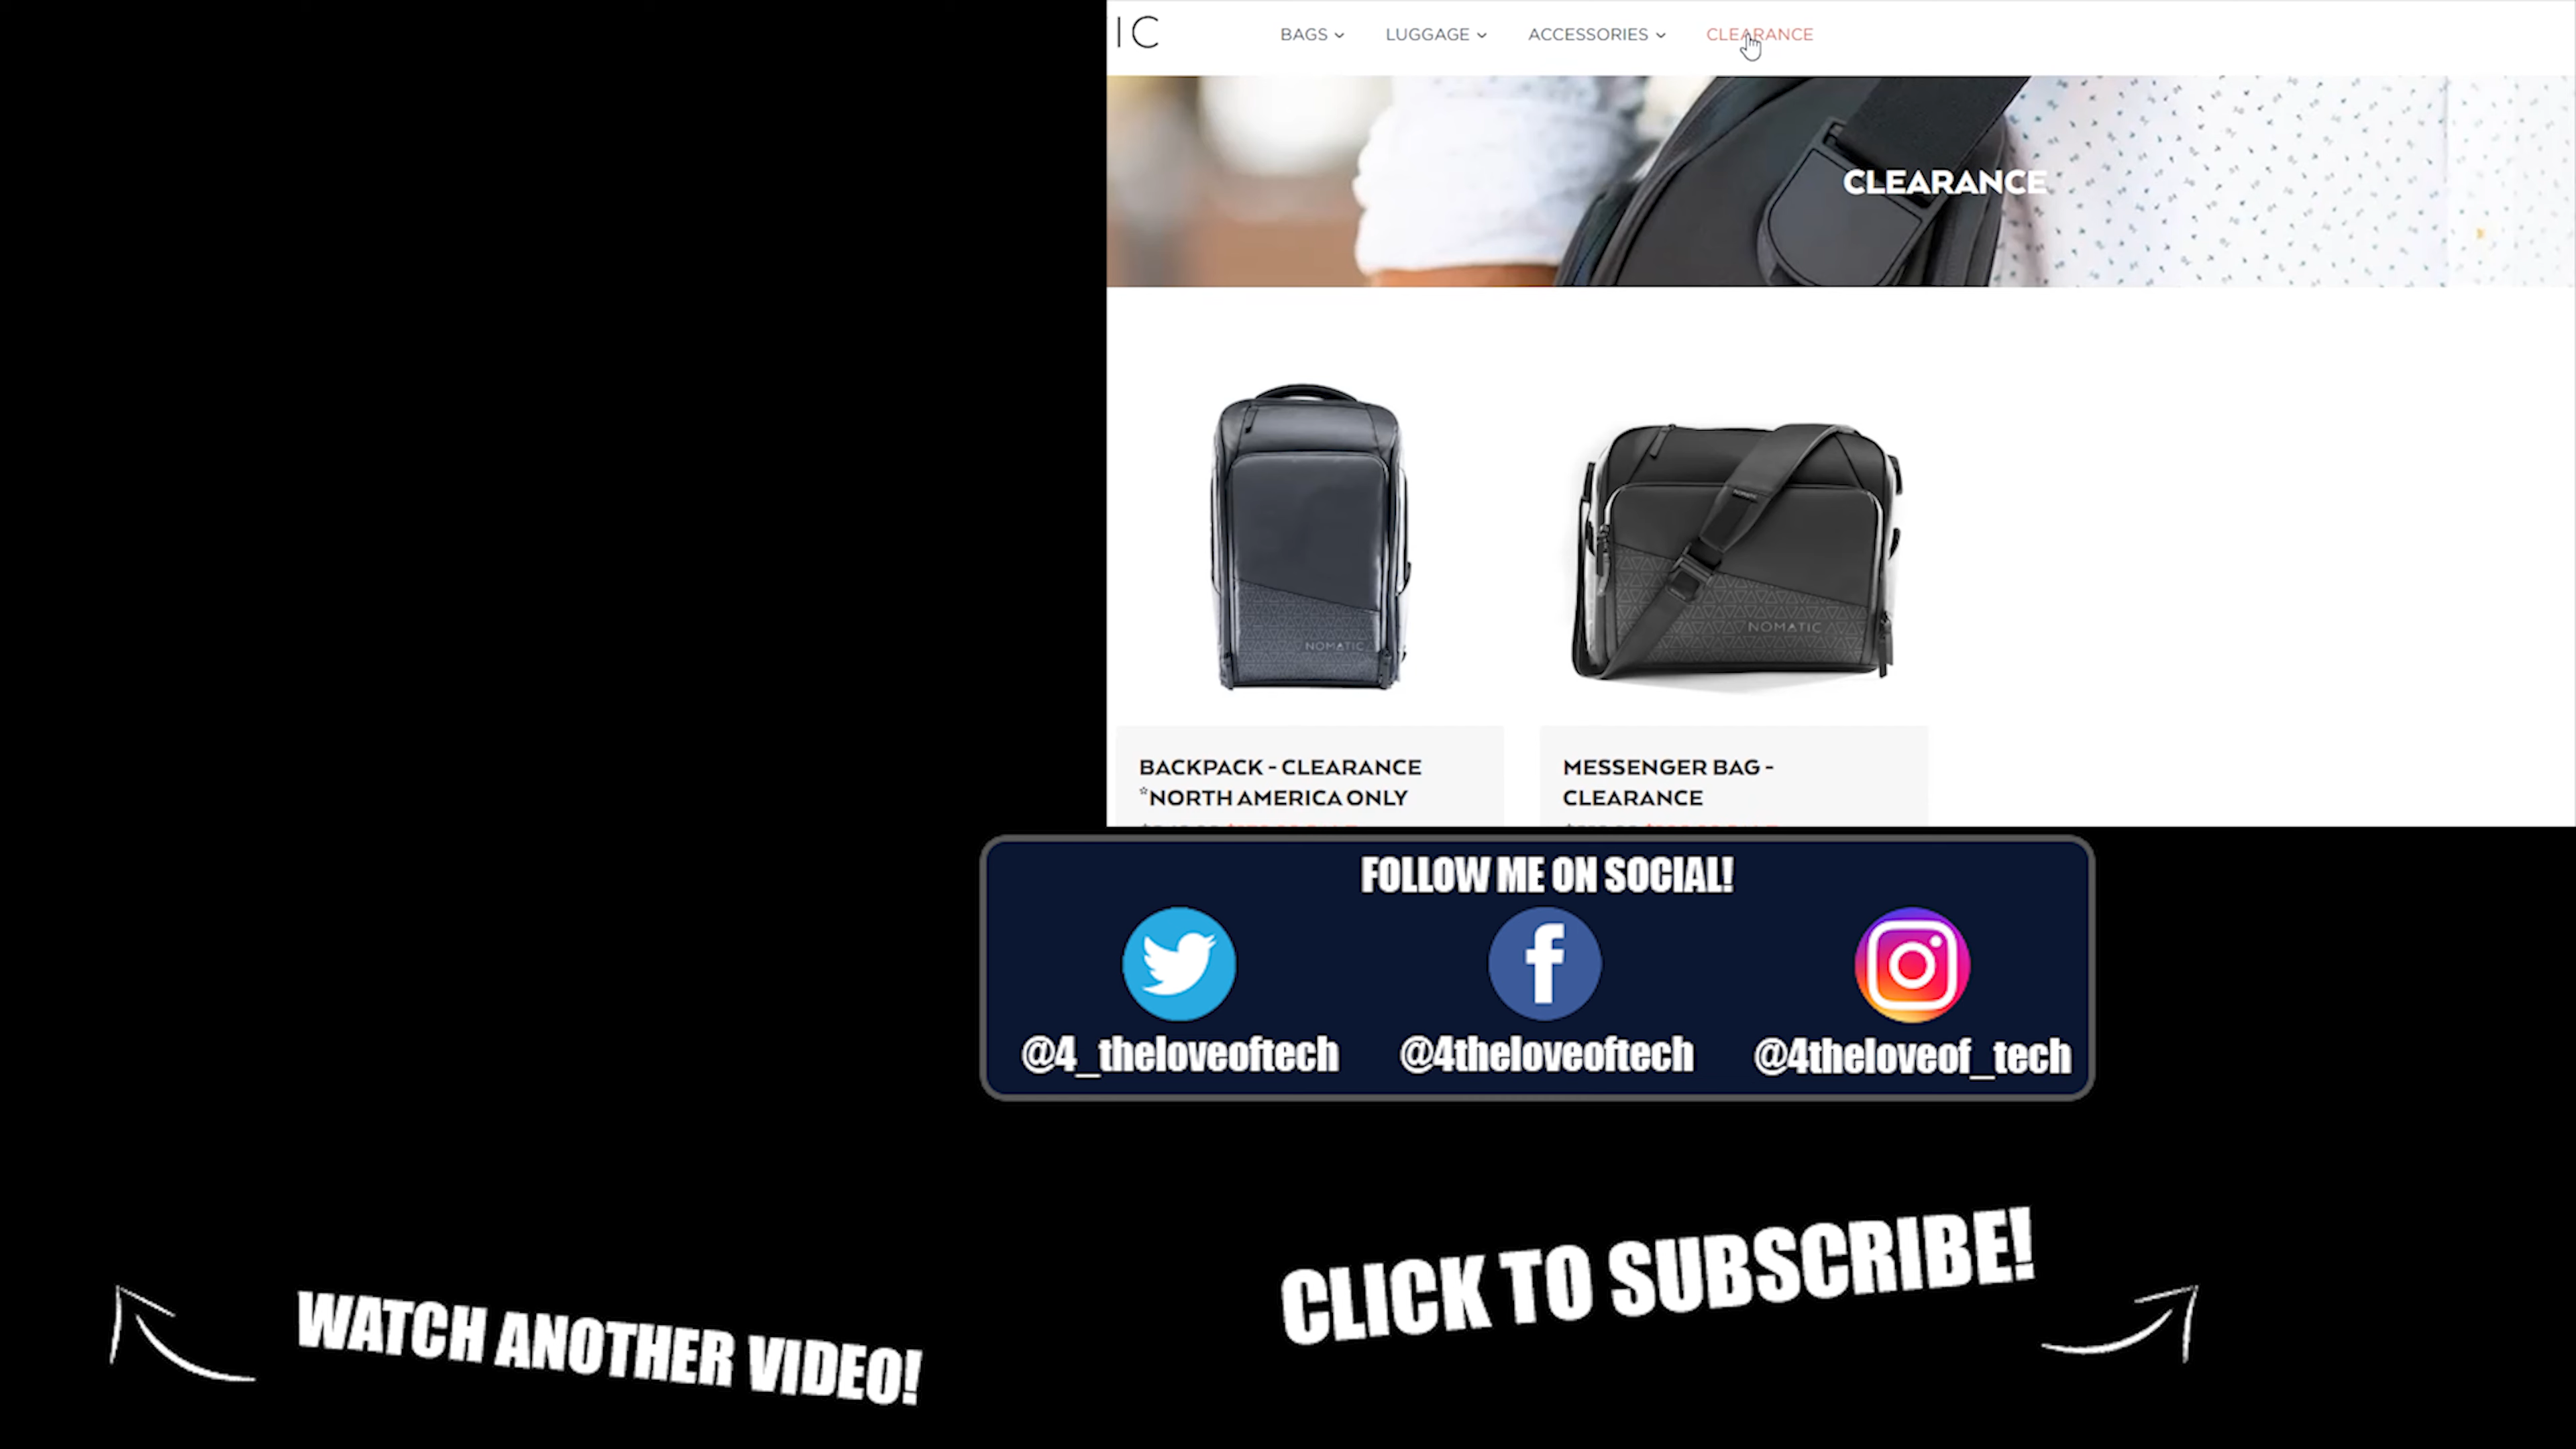 IC
BAGS LUGGAGE ACCESSORIES CLEARANCE
CLEARANCE
NOMATIC
NOMATIC
BACKPACK - CLEARANCE
*NORTH AMERICA ONLY
MESSENGER BAG -
CLEARANCE
FOLLOW ME ON SOCIAL!
@4_theloveoftech @4theloveoftech @4theloveof_tech
WATCH ANOTHER VIDEO!
CLICK TO SUBSCRIBE!